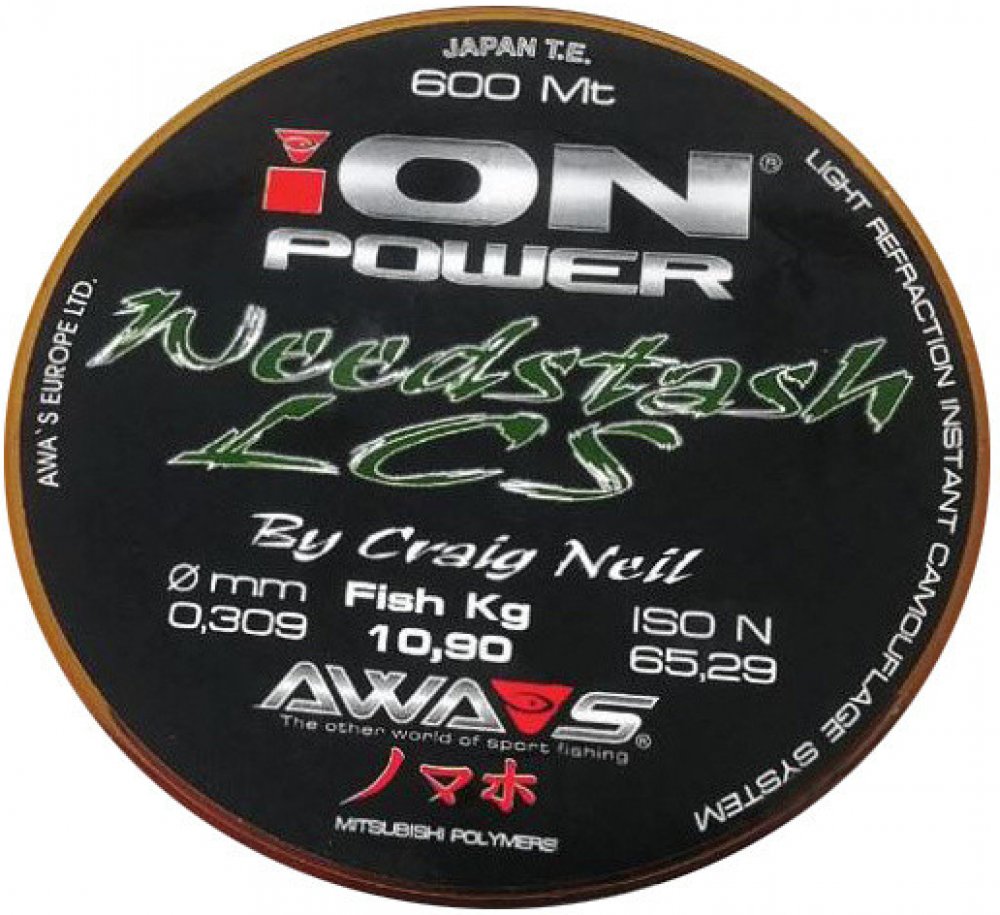 JAPAN T.E.
600 Mt
iON®
POWER
Weedstash
LCS
By Craig Neil
Ø mm
0,309
Fish Kg
10,90
ISO N
65,29
AWA'S®
The other world of sport fishing
ノマホ
MITSUBISHI POLYMERS!
AWA`S EUROPE LTD.
LIGHT REFRACTION INSTANT CAMOUFLAGE SYSTEM